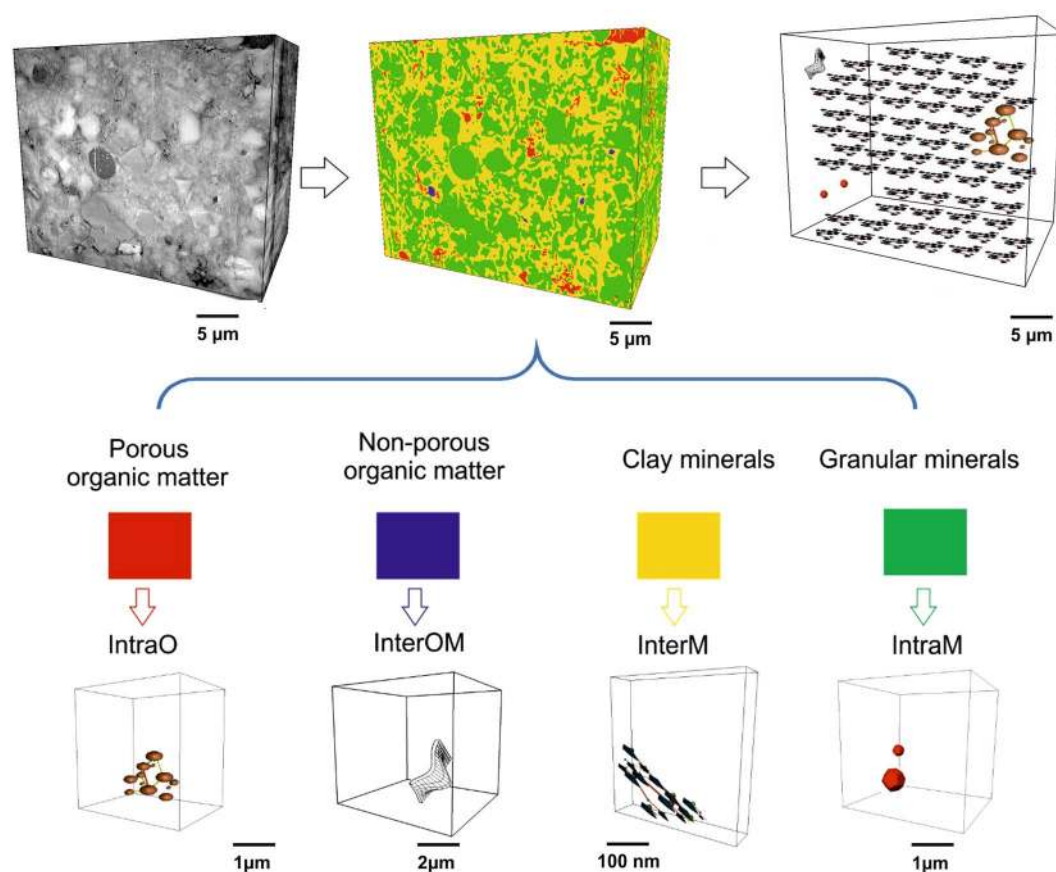 5 µm
5 µm
5 µm
Porous
organic matter
Non-porous
organic matter
Clay minerals
Granular minerals
IntraO
InterOM
InterM
IntraM
1µm
2µm
100 nm
1µm